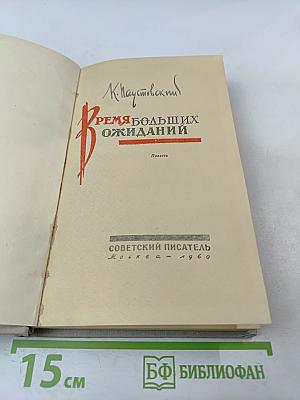 К. Паустовский
Время больших
ожиданий
Повесть
СОВЕТСКИЙ ПИСАТЕЛЬ
Москва — 1960
15 см
БФ БИБЛИОФАН